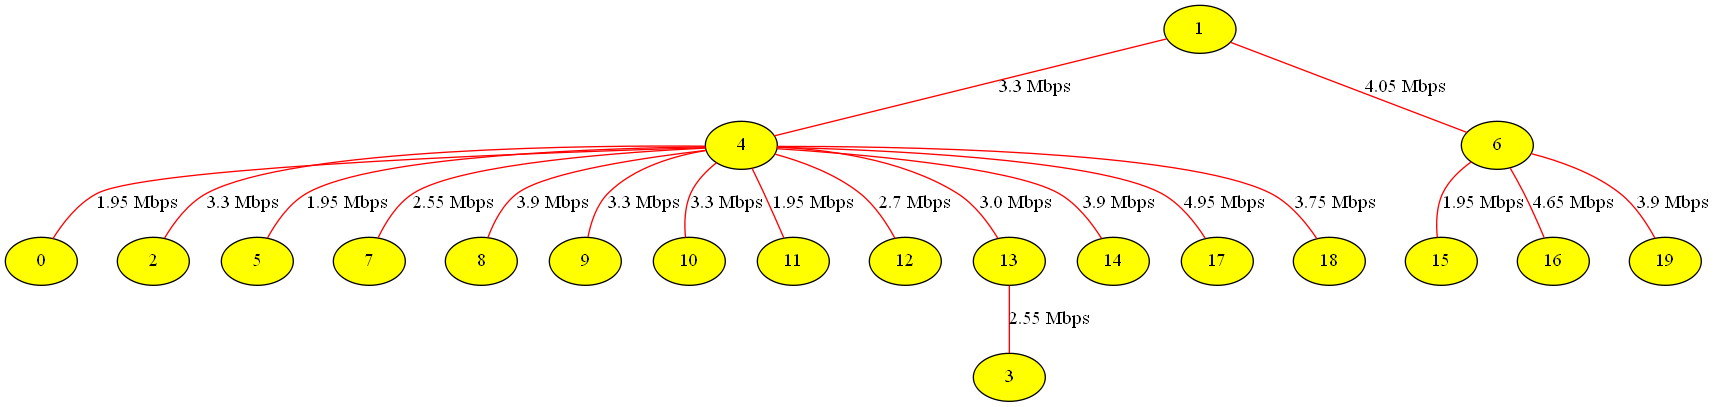 1
3.3 Mbps
4.05 Mbps
4
6
1.95 Mbps
3.3 Mbps
1.95 Mbps
2.55 Mbps
3.9 Mbps
3.3 Mbps
3.3 Mbps
1.95 Mbps
2.7 Mbps
3.0 Mbps
3.9 Mbps
4.95 Mbps
3.75 Mbps
1.95 Mbps
4.65 Mbps
3.9 Mbps
0
2
5
7
8
9
10
11
12
13
14
17
18
15
16
19
2.55 Mbps
3